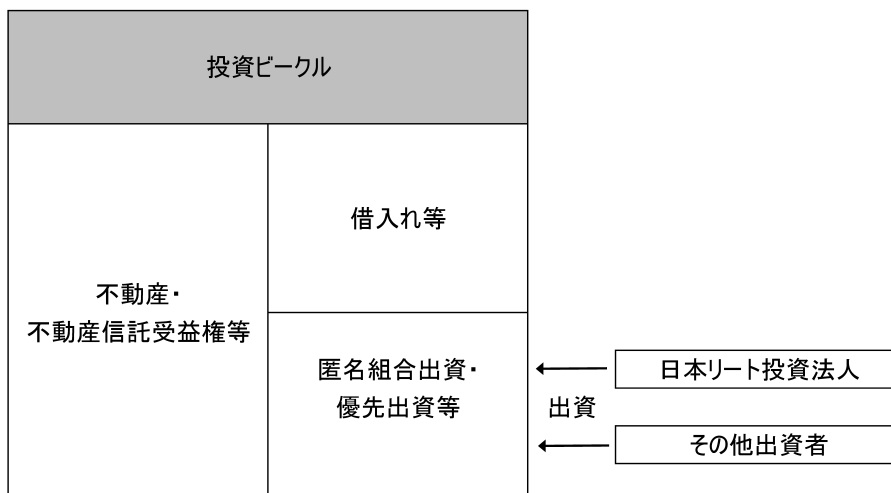 投資ビークル
不動産・
不動産信託受益権等
借入れ等
匿名組合出資・
優先出資等
出資
日本リート投資法人
その他出資者